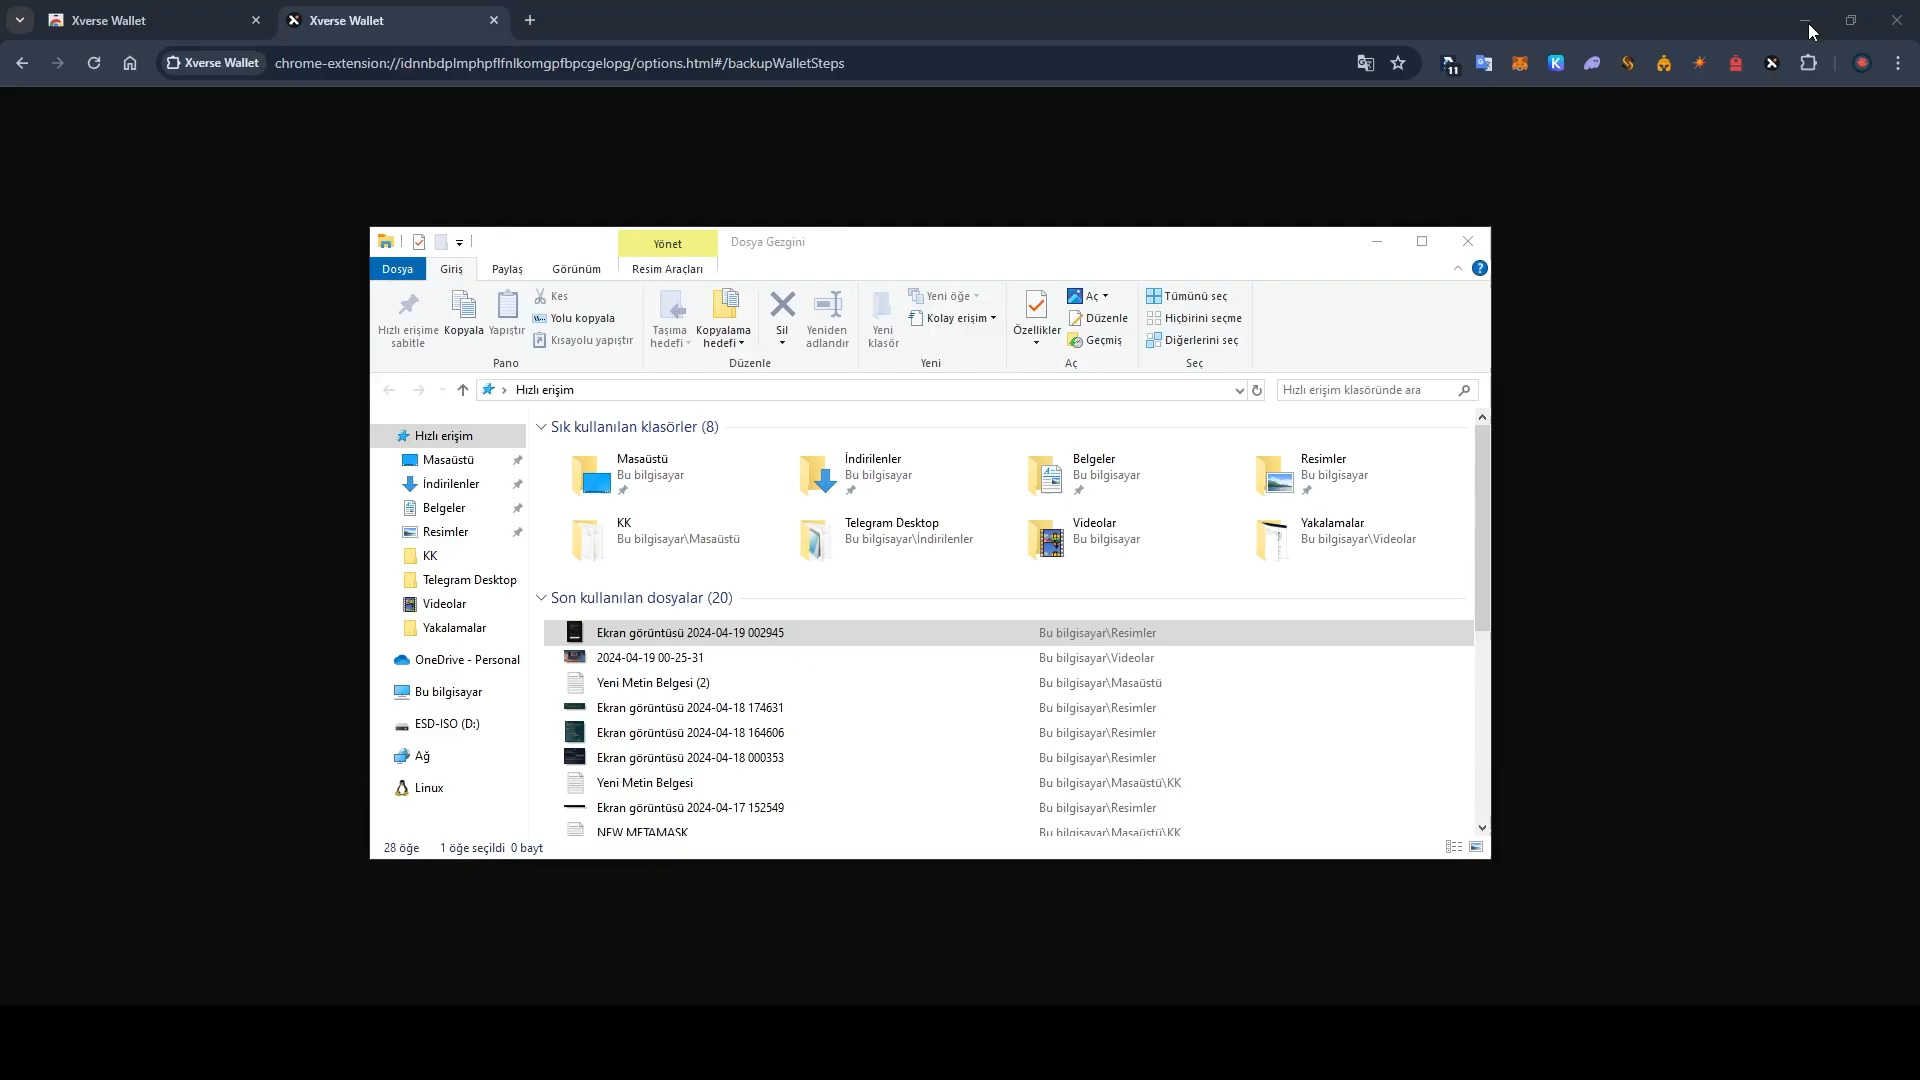 Xverse Wallet
Xverse Wallet
Xverse Wallet
chrome-extension://idnnbdplmphpflfnlkomgpfbpcgelopg/options.html#/backupWalletSteps
11
Yönet
Dosya Gezgini
Dosya
Giriş
Paylaş
Görünüm
Resim Araçları
Hızlı erişime sabitle
Kopyala
Yapıştır
Kes
Yolu kopyala
Kısayolu yapıştır
Pano
Taşıma hedefi
Kopyalama hedefi
Sil
Yeniden adlandır
Düzenle
Yeni klasör
Yeni öğe
Kolay erişim
Yeni
Özellikler
Aç
Düzenle
Geçmiş
Aç
Tümünü seç
Hiçbirini seçme
Diğerlerini seç
Seç
Hızlı erişim
Hızlı erişim klasöründe ara
Hızlı erişim
Masaüstü
İndirilenler
Belgeler
Resimler
KK
Telegram Desktop
Videolar
Yakalamalar
OneDrive - Personal
Bu bilgisayar
ESD-ISO (D:)
Ağ
Linux
Sık kullanılan klasörler (8)
Masaüstü
Bu bilgisayar
İndirilenler
Bu bilgisayar
Belgeler
Bu bilgisayar
Resimler
Bu bilgisayar
KK
Bu bilgisayar\Masaüstü
Telegram Desktop
Bu bilgisayar\İndirilenler
Videolar
Bu bilgisayar
Yakalamalar
Bu bilgisayar\Videolar
Son kullanılan dosyalar (20)
Ekran görüntüsü 2024-04-19 002945 Bu bilgisayar\Resimler
2024-04-19 00-25-31 Bu bilgisayar\Videolar
Yeni Metin Belgesi (2) Bu bilgisayar\Masaüstü
Ekran görüntüsü 2024-04-18 174631 Bu bilgisayar\Resimler
Ekran görüntüsü 2024-04-18 164606 Bu bilgisayar\Resimler
Ekran görüntüsü 2024-04-18 000353 Bu bilgisayar\Resimler
Yeni Metin Belgesi Bu bilgisayar\Masaüstü\KK
Ekran görüntüsü 2024-04-17 152549 Bu bilgisayar\Resimler
NEW METAMASK Bu bilgisayar\Masaüstü\KK
28 öğe 1 öğe seçildi 0 bayt